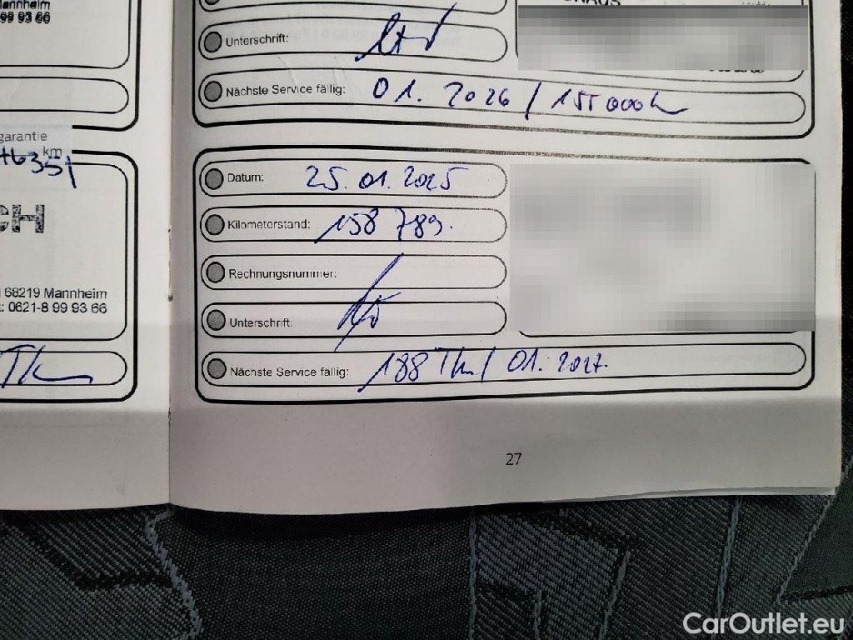 Mannheim
99 93 66
Unterschrift:
Nächste Service fällig: 01. 2026 / 155 000
garantie
km
Datum: 25.01.2025
Kilometerstand: 158 789.
CH
Rechnungsnummer:
68219 Mannheim
: 0621-8 99 93 66
Unterschrift:
Nächste Service fällig: 188 T / 01. 2027.
27
CarOutlet.eu